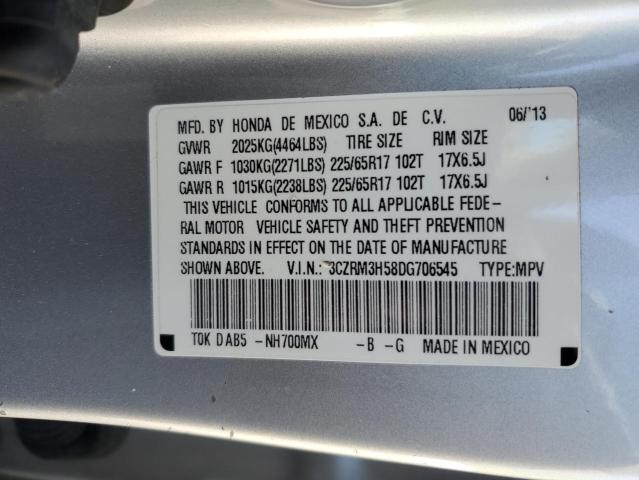 MFD. BY HONDA DE MEXICO S.A. DE C.V. 06/13
GVWR 2025KG(4464LBS) TIRE SIZE RIM SIZE
GAWR F 1030KG(2271LBS) 225/65R17 102T 17X6.5J
GAWR R 1015KG(2238LBS) 225/65R17 102T 17X6.5J
THIS VEHICLE CONFORMS TO ALL APPLICABLE FEDE-
RAL MOTOR VEHICLE SAFETY AND THEFT PREVENTION
STANDARDS IN EFFECT ON THE DATE OF MANUFACTURE
SHOWN ABOVE. V.I.N.: 3CZRM3H58DG706545 TYPE:MPV
T0K D AB5 -NH700MX -B -G MADE IN MEXICO